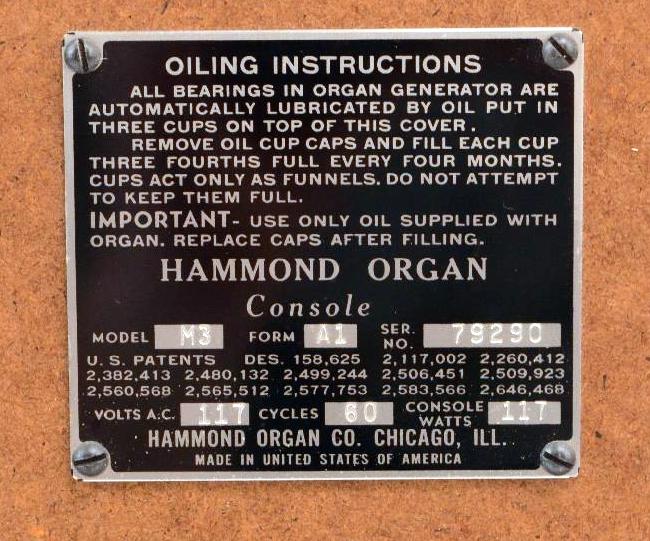 OILING INSTRUCTIONS
ALL BEARINGS IN ORGAN GENERATOR ARE
AUTOMATICALLY LUBRICATED BY OIL PUT IN
THREE CUPS ON TOP OF THIS COVER.
REMOVE OIL CUP CAPS AND FILL EACH CUP
THREE FOURTHS FULL EVERY FOUR MONTHS.
CUPS ACT ONLY AS FUNNELS. DO NOT ATTEMPT
TO KEEP THEM FULL.
IMPORTANT- USE ONLY OIL SUPPLIED WITH
ORGAN. REPLACE CAPS AFTER FILLING.
HAMMOND ORGAN
Console
MODEL M3 FORM A1 SER. NO. 79290
U.S. PATENTS DES. 158,625 2,117,002 2,260,412
2,382,413 2,480,132 2,499,244 2,506,451 2,509,923
2,560,568 2,565,512 2,577,753 2,583,566 2,646,468
VOLTS A.C. 117 CYCLES 60 CONSOLE WATTS 117
HAMMOND ORGAN CO. CHICAGO, ILL.
MADE IN UNITED STATES OF AMERICA